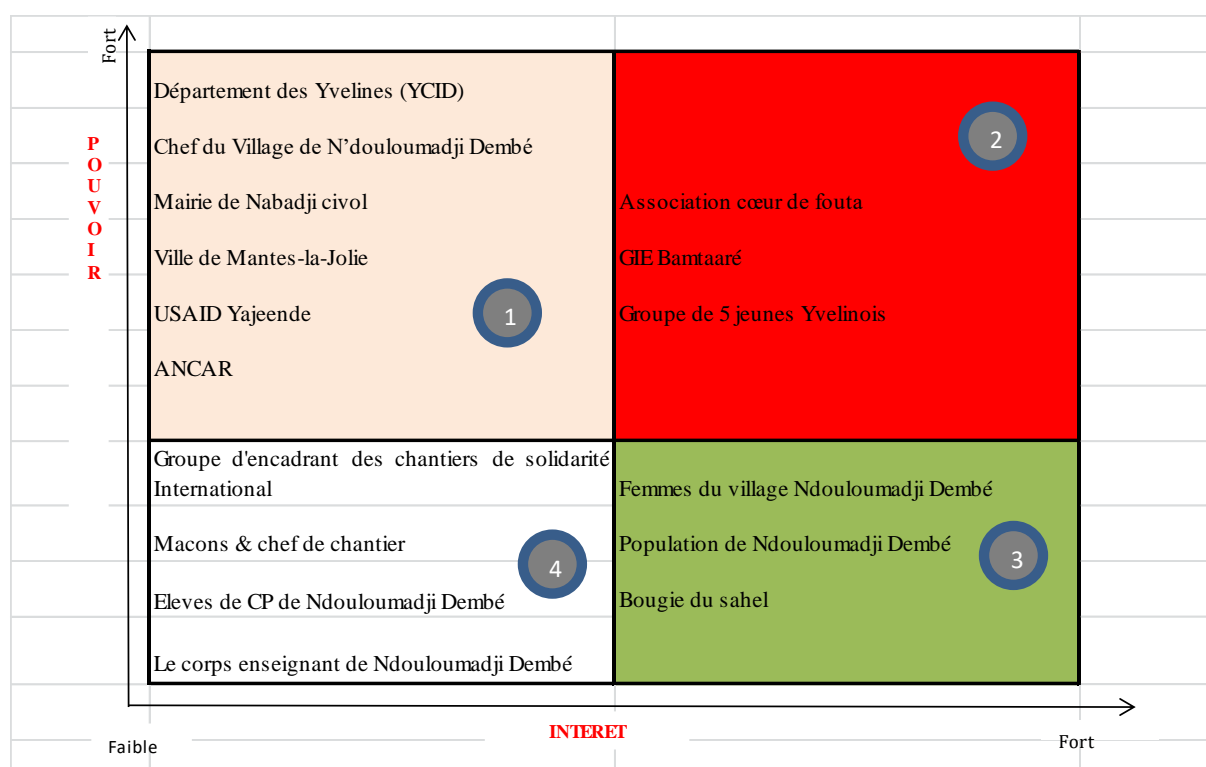 Fort
POUVOIR
Département des Yvelines (YCID)
Chef du Village de N'douloumadji Dembé
Mairie de Nabadji civol
Ville de Mantes-la-Jolie
USAID Yajeende
ANCAR
1
2
Association cœur de fouta
GIE Bamtaaré
Groupe de 5 jeunes Yvelinois
Groupe d'encadrant des chantiers de solidarité
International
Macons & chef de chantier
Eleves de CP de Ndouloumadji Dembé
Le corps enseignant de Ndouloumadji Dembé
4
Femmes du village Ndouloumadji Dembé
Population de Ndouloumadji Dembé
Bougie du sahel
3
Faible
INTERET
Fort